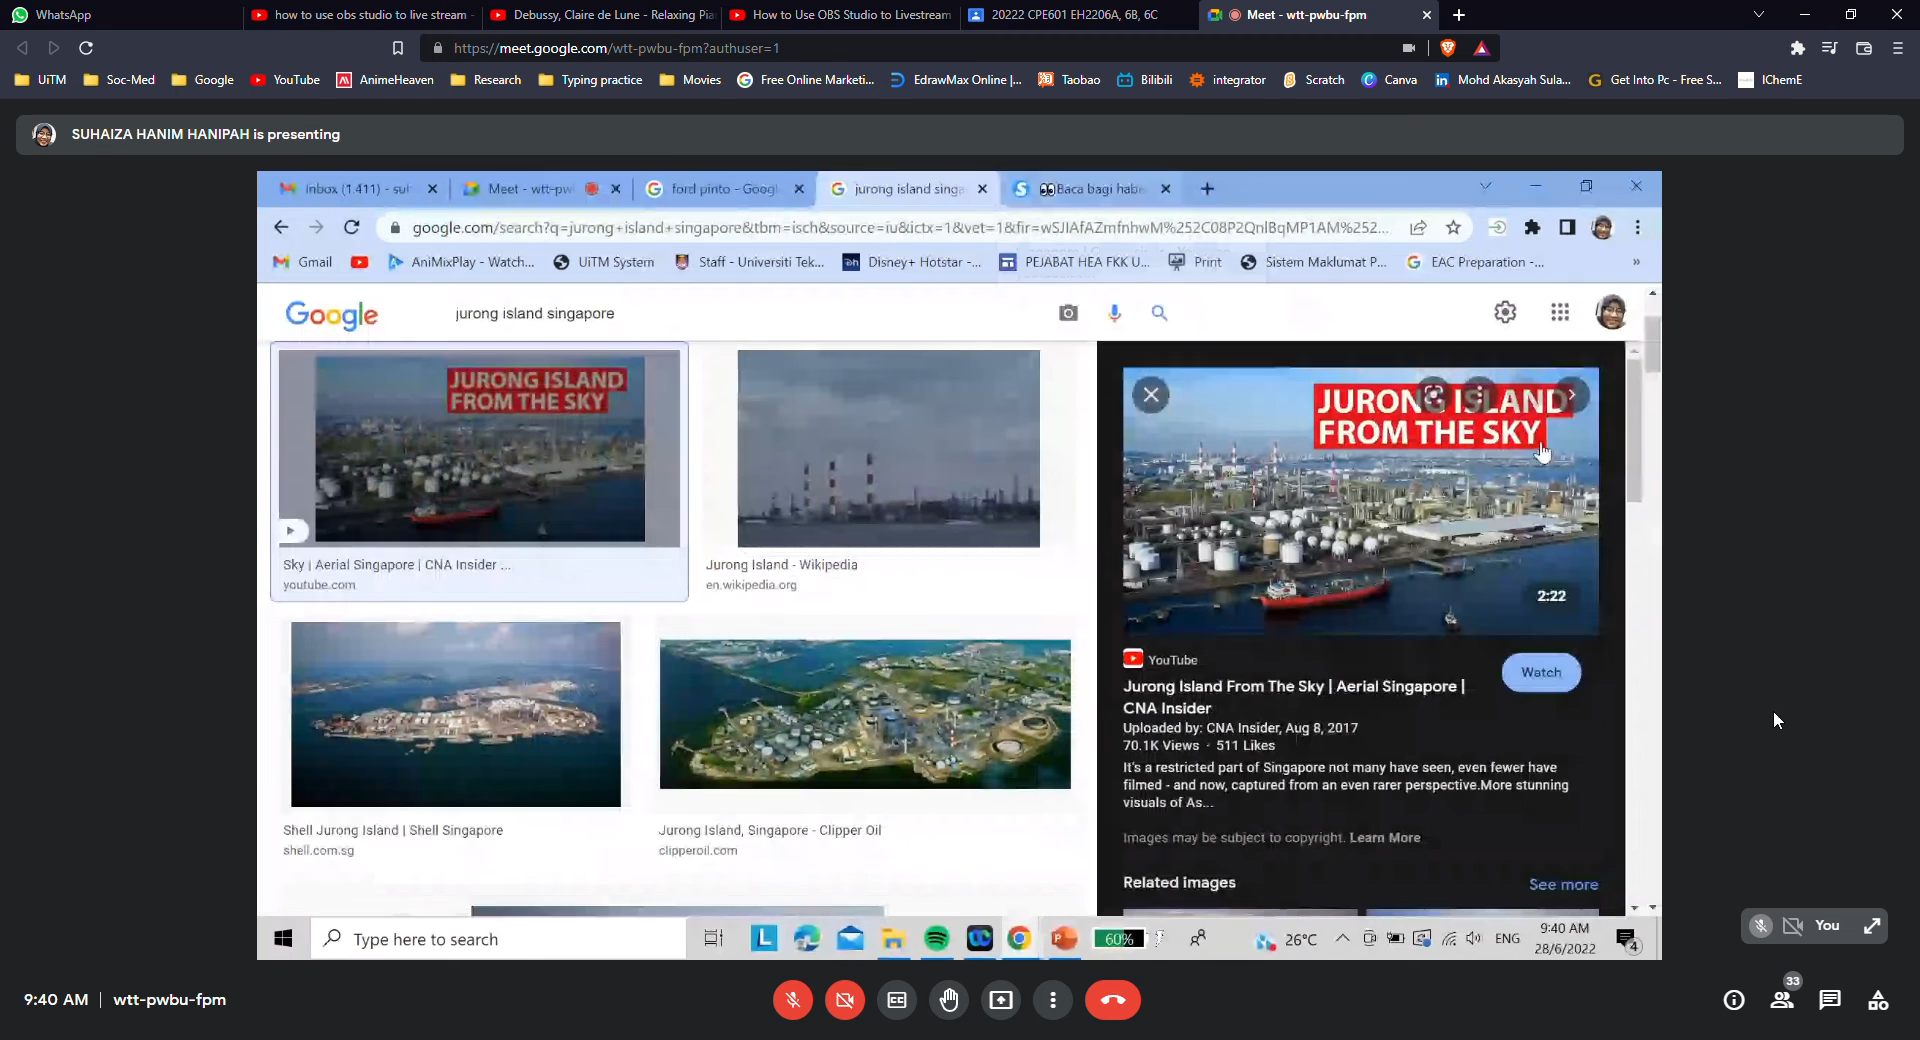 WhatsApp
how to use obs studio to live stream -
Debussy, Claire de Lune - Relaxing Pia
How to Use OBS Studio to Livestream
20222 CPE601 EH2206A, 6B, 6C
Meet - wtt-pwbu-fpm
https://meet.google.com/wtt-pwbu-fpm?authuser=1
UiTM
Soc-Med
Google
YouTube
AnimeHeaven
Research
Typing practice
Movies
Free Online Marketi...
EdrawMax Online |...
Taobao
Bilibili
integrator
Scratch
Canva
Mohd Akasyah Sula...
Get Into Pc - Free S...
IChemE
SUHAIZA HANIM HANIPAH is presenting
Inbox (1,411) - suh
Meet - wtt-pw
ford pinto - Googl
jurong island singa
Baca bagi habe
google.com/search?q=jurong+island+singapore&tbm=isch&source=iu&ictx=1&vet=1&fir=wSJIAfAZmfnhwM%252C08P2QnlBqMP1AM%252...
Gmail
AniMixPlay - Watch...
UiTM System
Staff - Universiti Tek...
Disney+ Hotstar -...
PEJABAT HEA FKK U...
Print
Sistem Maklumat P...
EAC Preparation -...
»
Google
jurong island singapore
JURONG ISLAND
FROM THE SKY
Sky | Aerial Singapore | CNA Insider ...
youtube.com
Jurong Island - Wikipedia
en.wikipedia.org
Shell Jurong Island | Shell Singapore
shell.com.sg
Jurong Island, Singapore - Clipper Oil
clipperoil.com
JURONG ISLAND
FROM THE SKY
2:22
YouTube
Watch
Jurong Island From The Sky | Aerial Singapore |
CNA Insider
Uploaded by: CNA Insider, Aug 8, 2017
70.1K Views · 511 Likes
It's a restricted part of Singapore not many have seen, even fewer have
filmed - and now, captured from an even rarer perspective.More stunning
visuals of As...
Images may be subject to copyright. Learn More
Related images
See more
Type here to search
60%
26°C
ENG
9:40 AM
28/6/2022
4
You
9:40 AM | wtt-pwbu-fpm
33